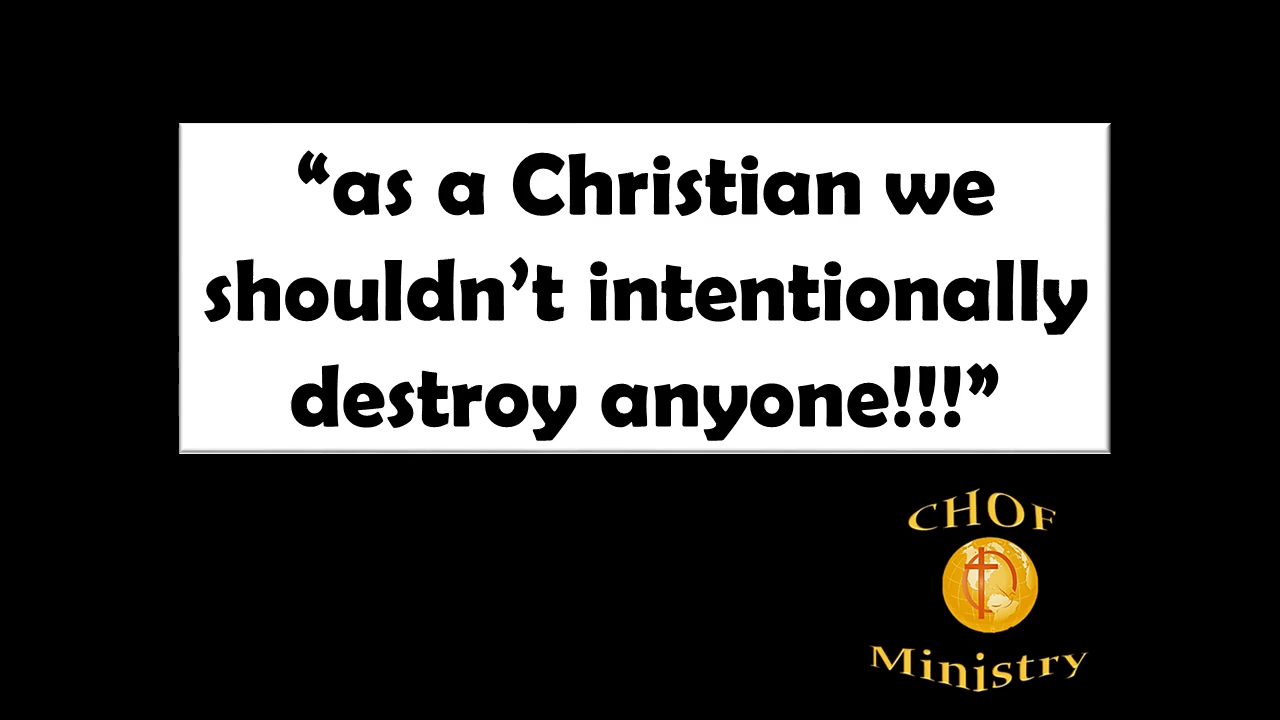 “as a Christian we
shouldn’t intentionally
destroy anyone!!!”
CHOF
Ministry